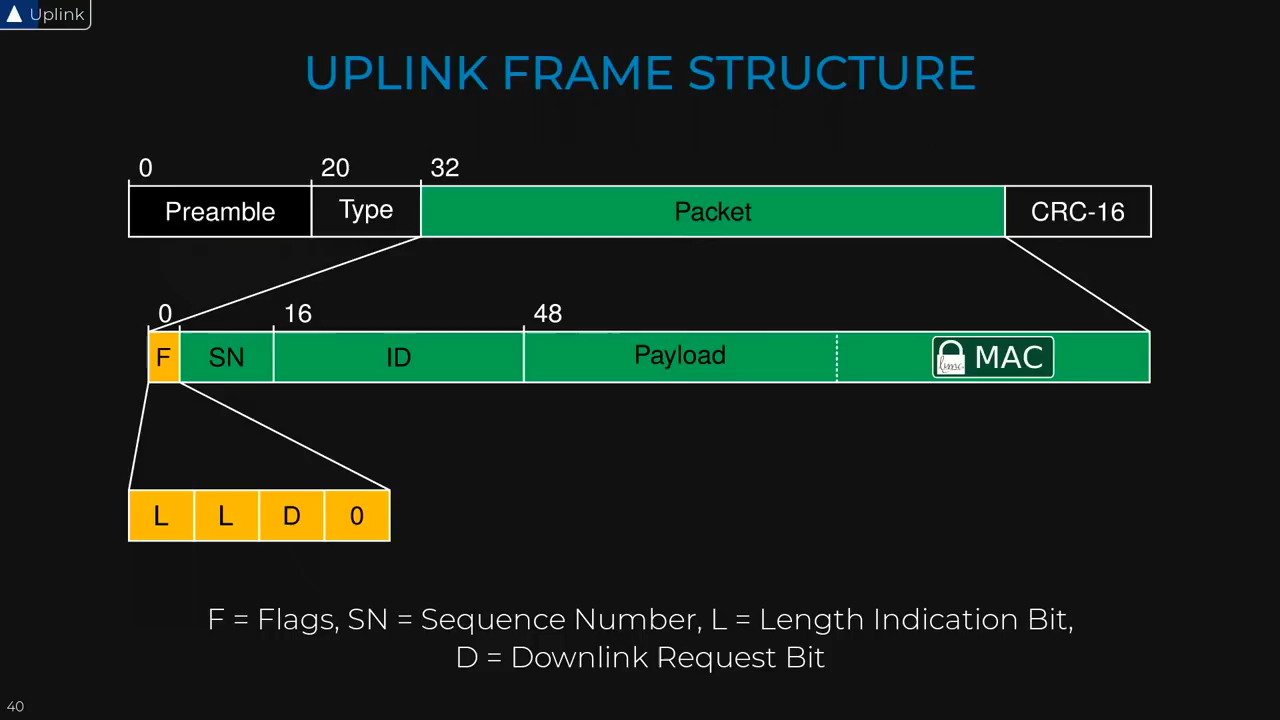 Uplink
UPLINK FRAME STRUCTURE
0 20 32
Preamble Type Packet CRC-16
0 16 48
F SN ID Payload MAC
L L D 0
F = Flags, SN = Sequence Number, L = Length Indication Bit,
D = Downlink Request Bit
40